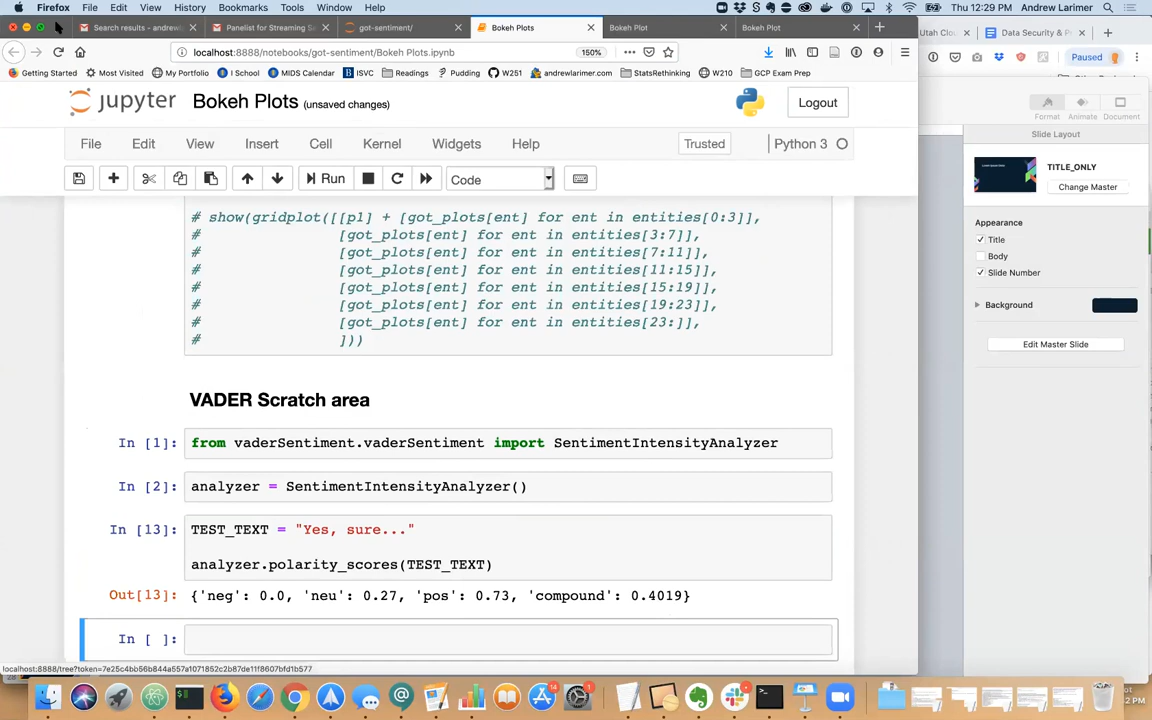 Firefox File Edit View History Bookmarks Tools Window Help Thu 12:29 PM Andrew Larimer
Search results - andrewl
Panelist for Streaming S
got-sentiment/
Bokeh Plots
Bokeh Plot
Bokeh Plot
Utah Clou
Data Security & P
localhost:8888/notebooks/got-sentiment/Bokeh Plots.ipynb
150%
Paused
Getting Started Most Visited My Portfolio I School MIDS Calendar ISVC Readings Pudding W251 andrewlarimer.com StatsRethinking W210 GCP Exam Prep
jupyter Bokeh Plots (unsaved changes)
Logout
Format Animate Document
Slide Layout
File Edit View Insert Cell Kernel Widgets Help
Trusted
Python 3
TITLE_ONLY
Change Master
Run
Code
Appearance
Title
Body
Slide Number
Background
Edit Master Slide
# show(gridplot([[p1] + [got_plots[ent] for ent in entities[0:3]],
# [got_plots[ent] for ent in entities[3:7]],
# [got_plots[ent] for ent in entities[7:11]],
# [got_plots[ent] for ent in entities[11:15]],
# [got_plots[ent] for ent in entities[15:19]],
# [got_plots[ent] for ent in entities[19:23]],
# [got_plots[ent] for ent in entities[23:]],
# ]))
VADER Scratch area
In [1]: from vaderSentiment.vaderSentiment import SentimentIntensityAnalyzer
In [2]: analyzer = SentimentIntensityAnalyzer()
In [13]: TEST_TEXT = "Yes, sure..."
analyzer.polarity_scores(TEST_TEXT)
Out[13]: {'neg': 0.0, 'neu': 0.27, 'pos': 0.73, 'compound': 0.4019}
In [ ]:
localhost:8888/tree?token=7e25c4bb56b844a557a1071852c2b87de11f8607bfd1b577